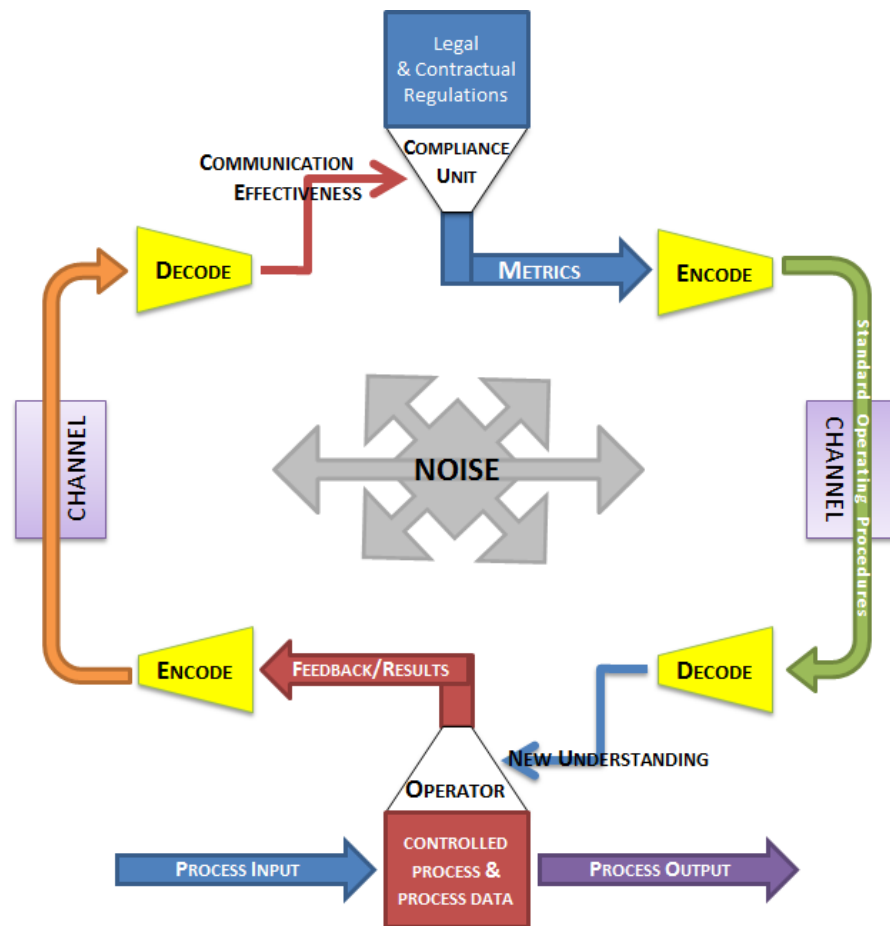 Legal
& Contractual
Regulations
COMPLIANCE
UNIT
COMMUNICATION
EFFECTIVENESS
DECODE
METRICS
ENCODE
Standard Operating Procedures
CHANNEL
CHANNEL
NOISE
ENCODE
FEEDBACK/RESULTS
DECODE
NEW UNDERSTANDING
OPERATOR
PROCESS INPUT
CONTROLLED
PROCESS &
PROCESS DATA
PROCESS OUTPUT